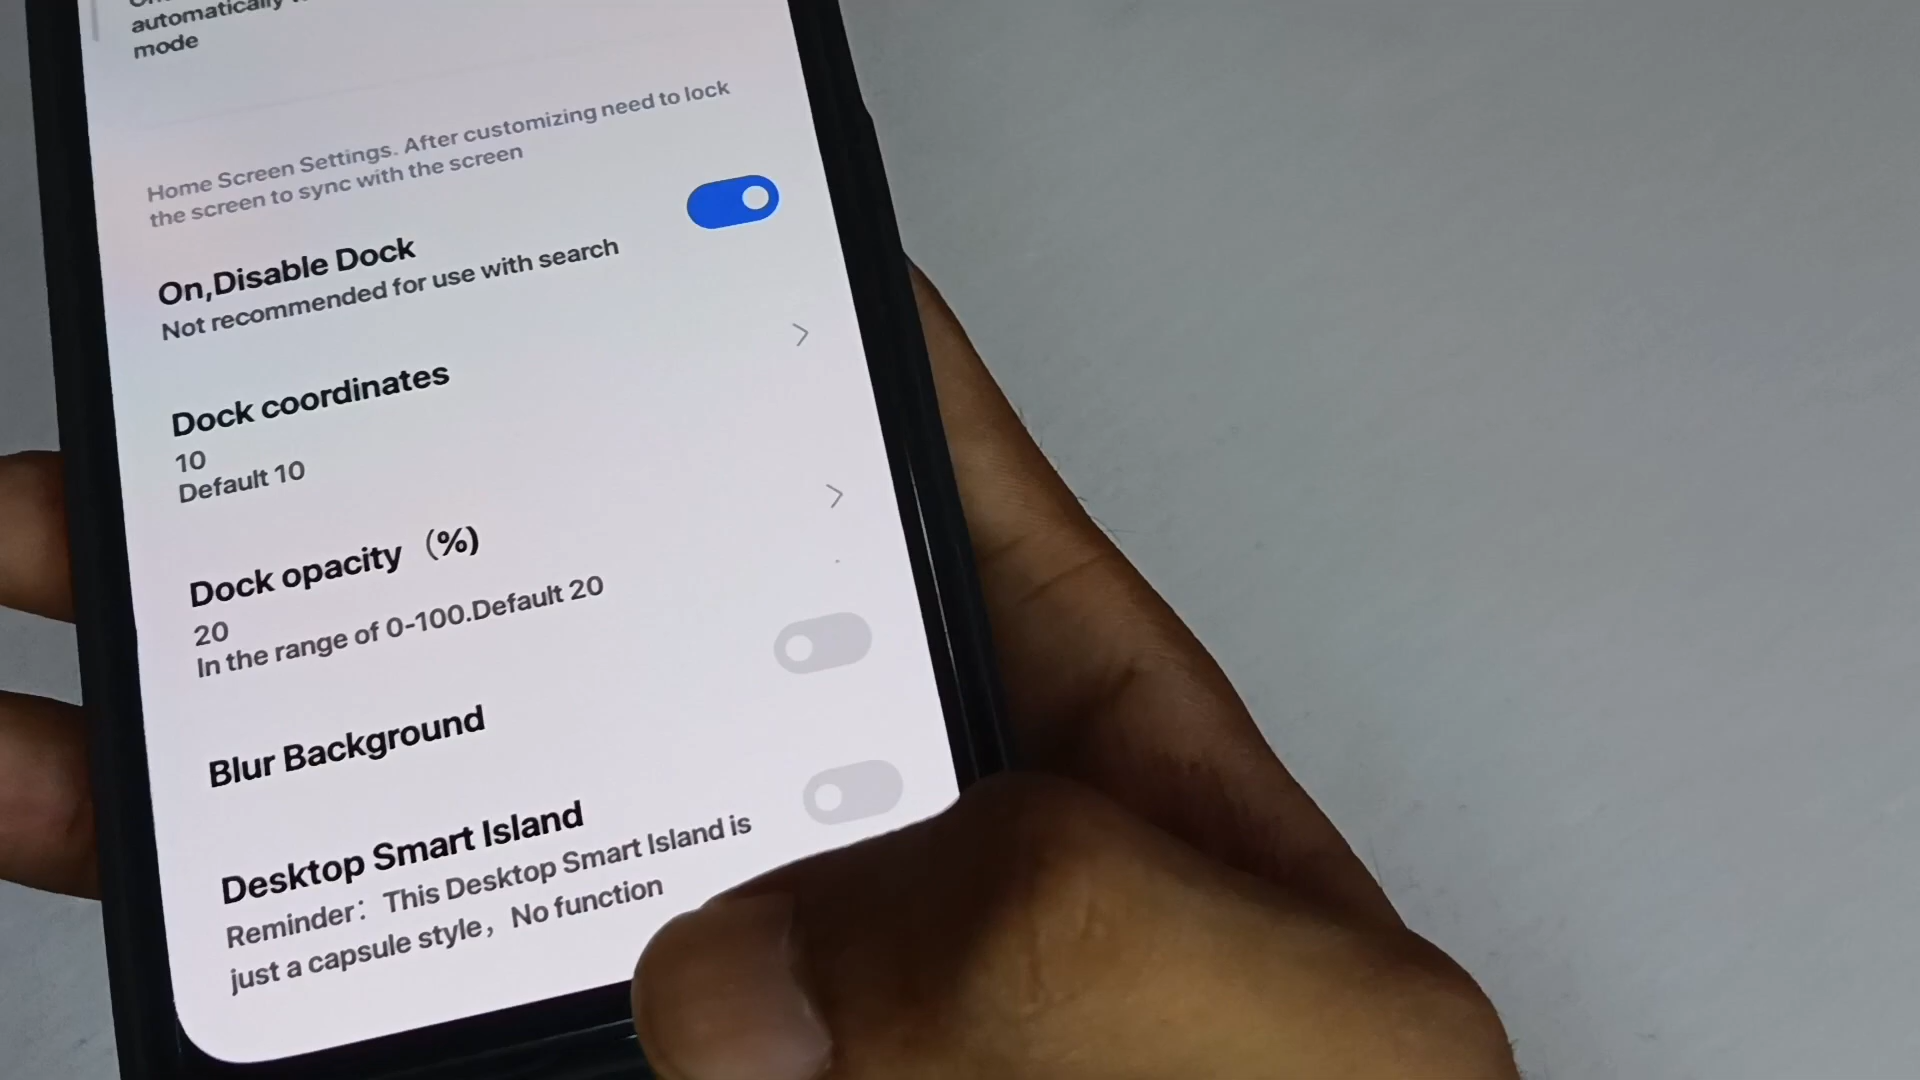 automatically
mode
Home Screen Settings. After customizing need to lock
the screen to sync with the screen
On,Disable Dock
Not recommended for use with search
Dock coordinates
10
Default 10
Dock opacity （%)
20
In the range of 0-100.Default 20
Blur Background
Desktop Smart Island
Reminder：This Desktop Smart Island is
just a capsule style，No function